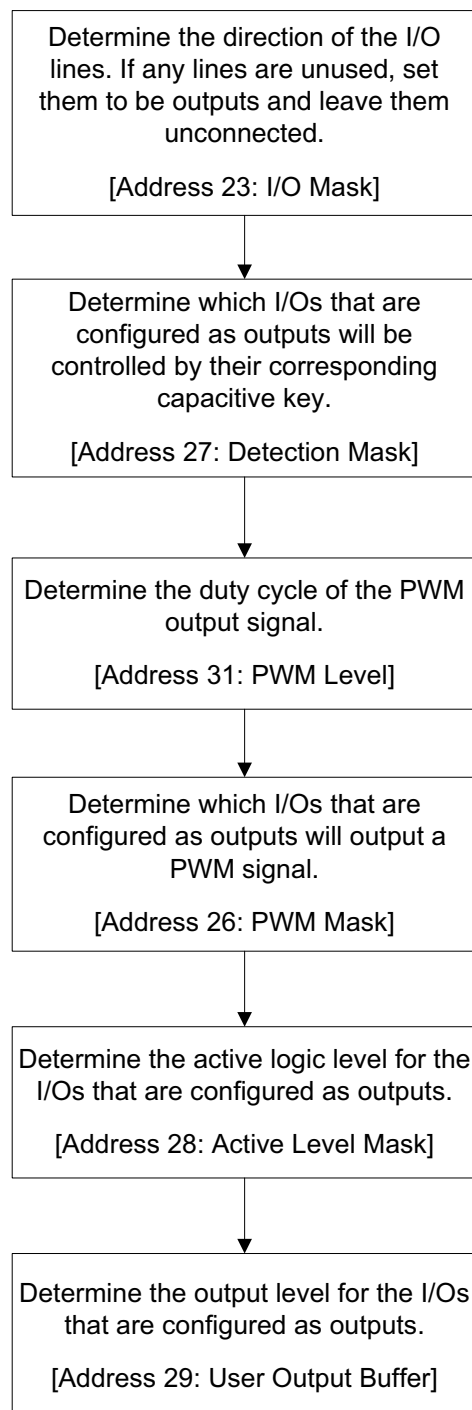 Determine the direction of the I/O
lines. If any lines are unused, set
them to be outputs and leave them
unconnected.
[Address 23: I/O Mask]
Determine which I/Os that are
configured as outputs will be
controlled by their corresponding
capacitive key.
[Address 27: Detection Mask]
Determine the duty cycle of the PWM
output signal.
[Address 31: PWM Level]
Determine which I/Os that are
configured as outputs will output a
PWM signal.
[Address 26: PWM Mask]
Determine the active logic level for the
I/Os that are configured as outputs.
[Address 28: Active Level Mask]
Determine the output level for the I/Os
that are configured as outputs.
[Address 29: User Output Buffer]